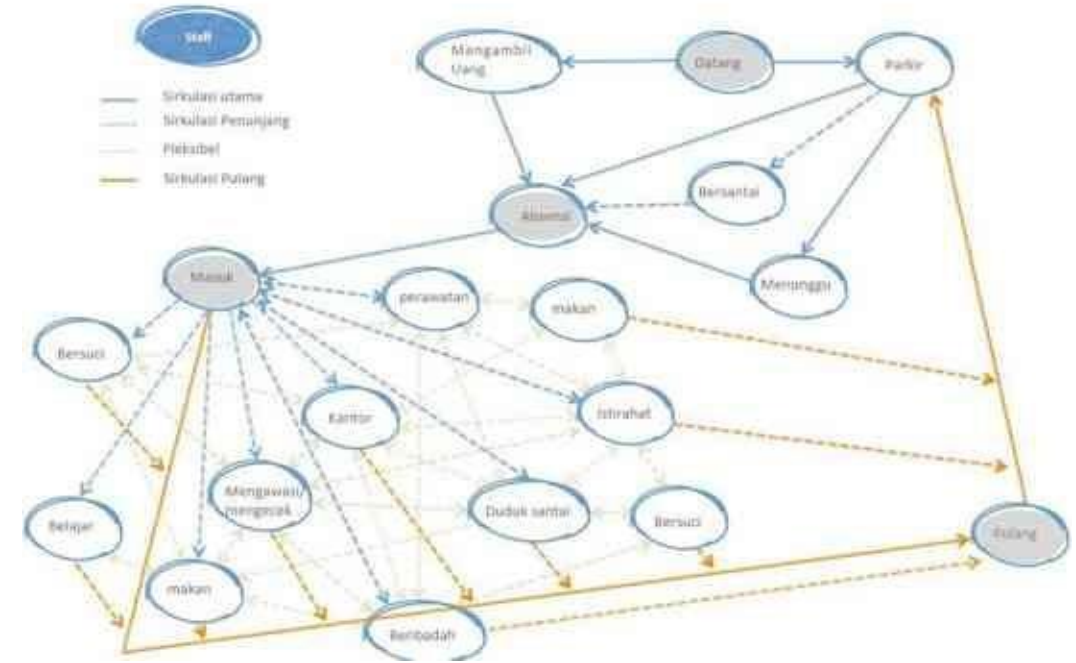 Staff
Sirkulasi utama
Sirkulasi Penunjang
Fleksibel
Sirkulasi Pulang
Mengambil
Uang
Datang
Parkir
Bersantai
Absensi
Menunggu
Masuk
perawatan
makan
Bersuci
Kantor
Istirahat
Mengawasi/
mengecek
Duduk santai
Bersuci
Belajar
Pulang
makan
Beribadah